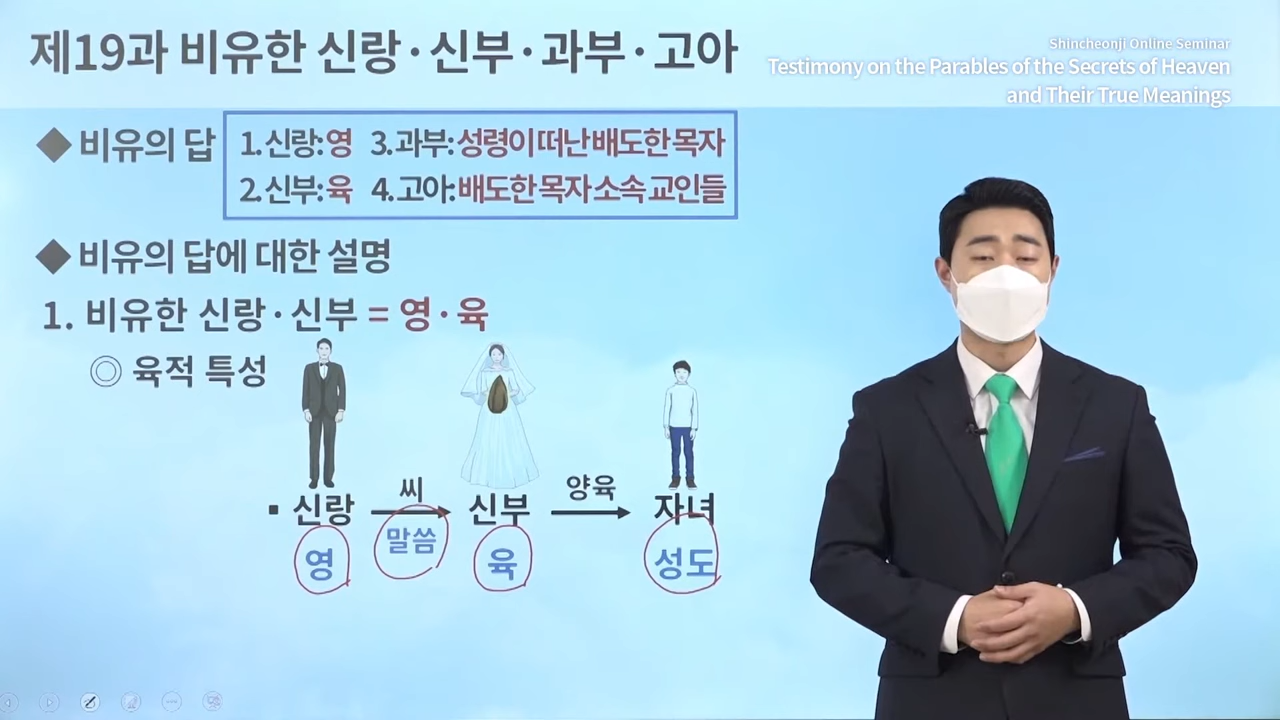 제19과 비유한 신랑·신부·과부·고아
Shincheonji Online Seminar
Testimony on the Parables of the Secrets of Heaven
and Their True Meanings
◆ 비유의 답
1. 신랑: 영 3. 과부: 성령이 떠난 배도한 목자
2. 신부: 육 4. 고아: 배도한 목자 소속 교인들
◆ 비유의 답에 대한 설명
1. 비유한 신랑·신부 = 영·육
◎ 육적 특성
씨 양육
▪ 신랑 신부 자녀
영 말씀 육 성도